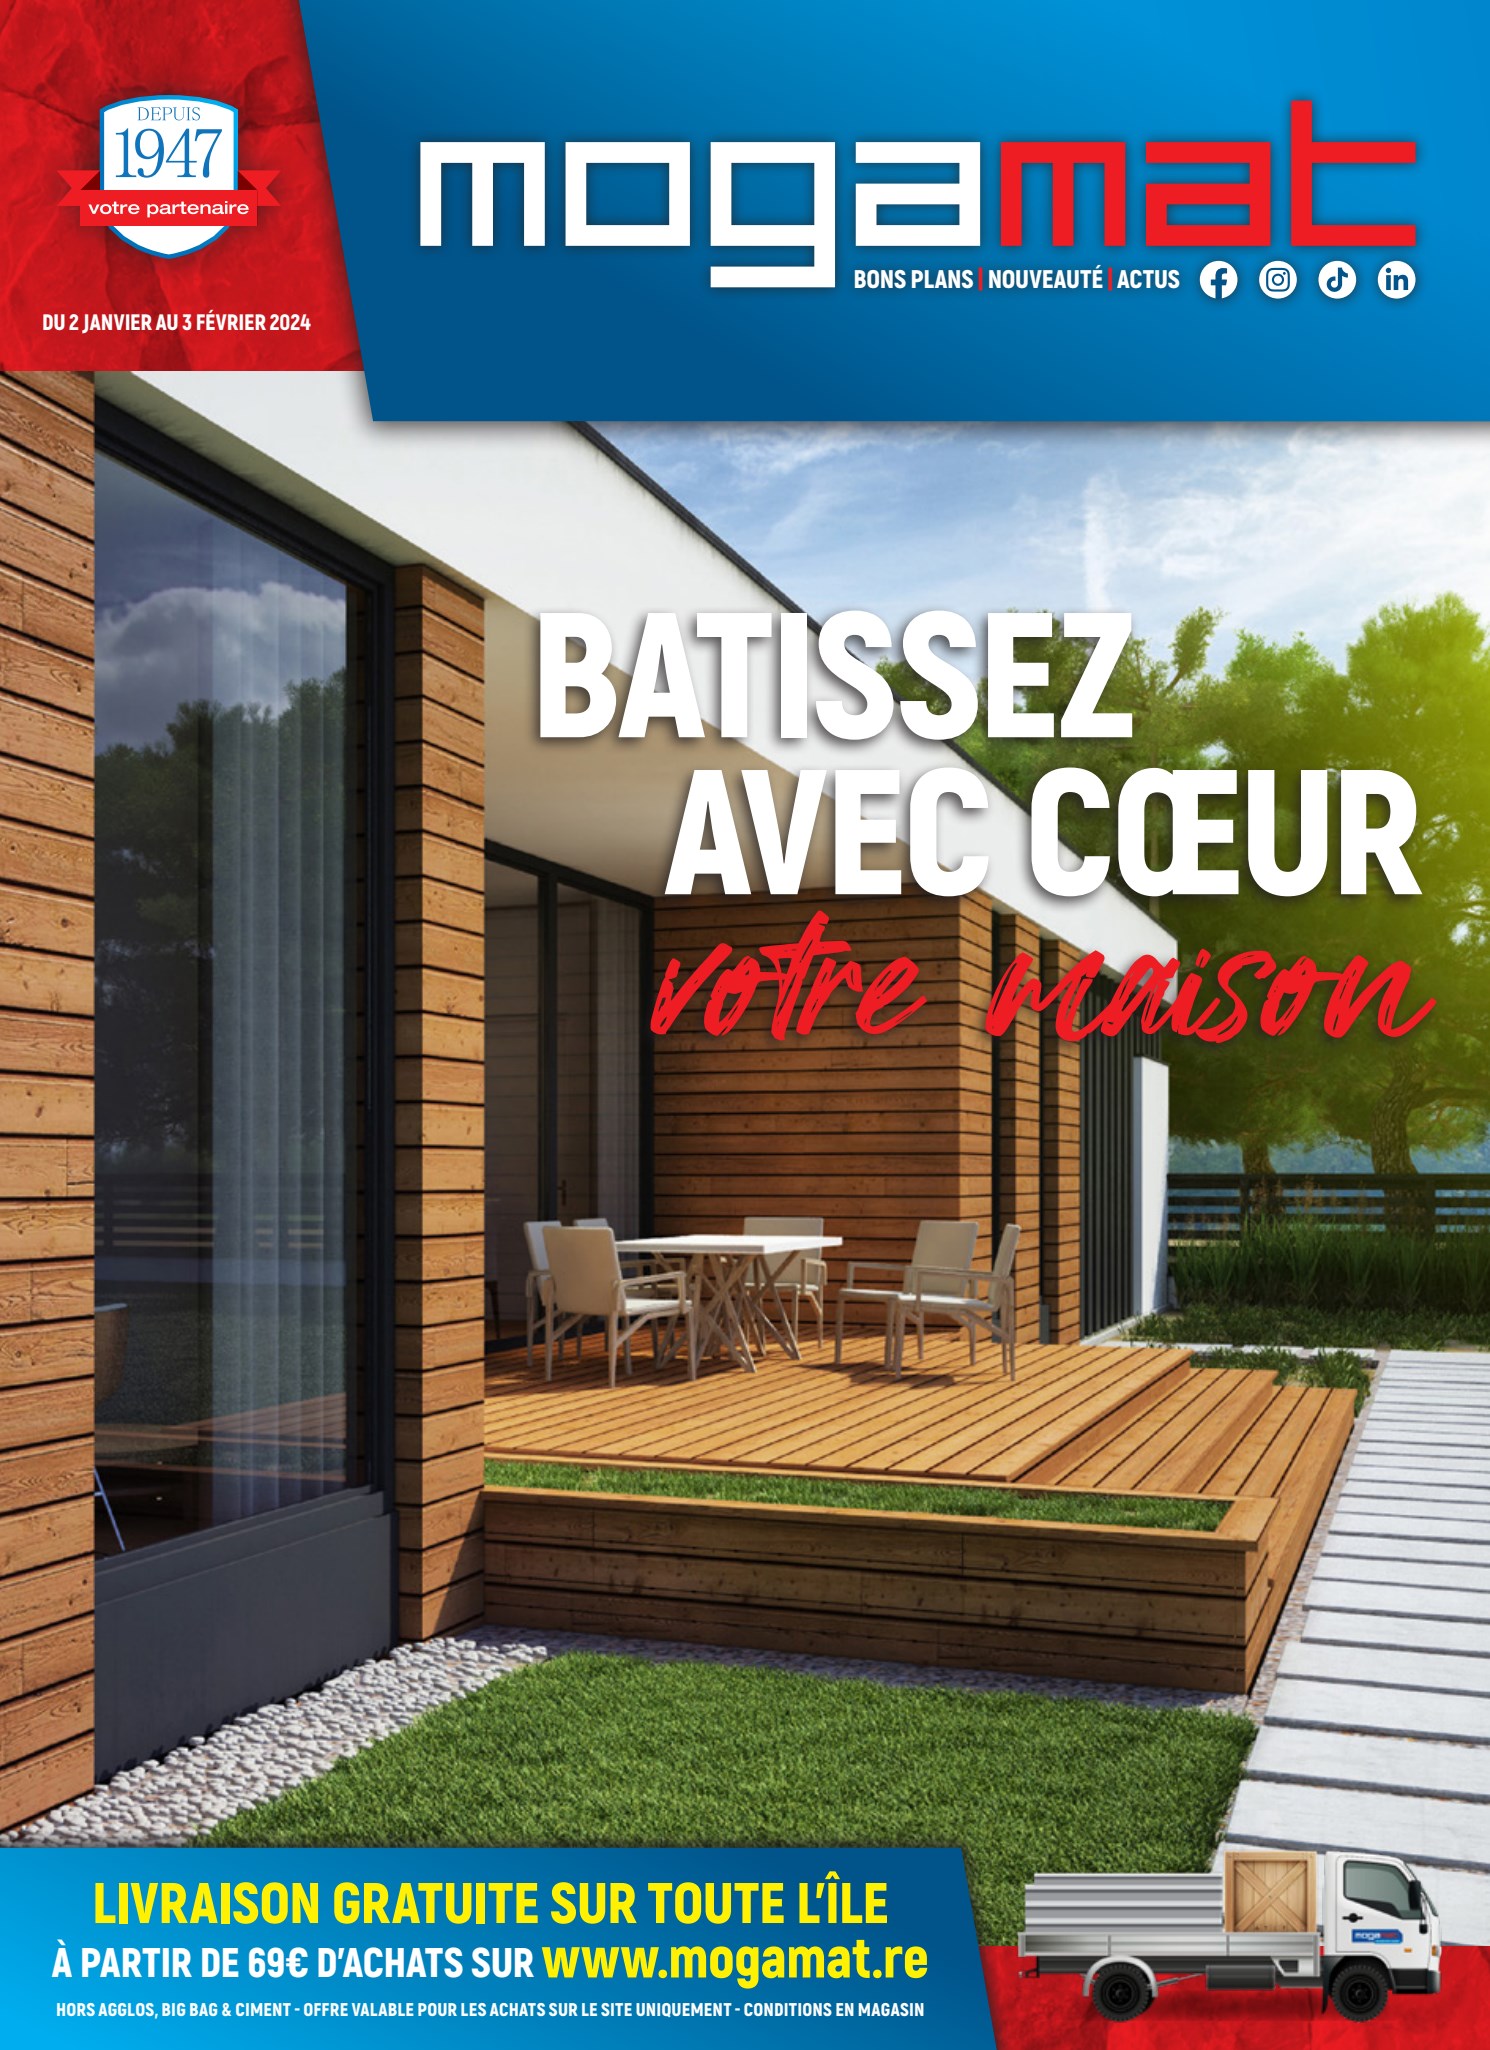 DEPUIS
1947
votre partenaire
DU 2 JANVIER AU 3 FÉVRIER 2024
mogamat
BONS PLANS | NOUVEAUTÉ | ACTUS
BATISSEZ
AVEC CŒUR
votre maison
LIVRAISON GRATUITE SUR TOUTE L'ÎLE
À PARTIR DE 69€ D'ACHATS SUR www.mogamat.re
HORS AGGLOS, BIG BAG & CIMENT - OFFRE VALABLE POUR LES ACHATS SUR LE SITE UNIQUEMENT - CONDITIONS EN MAGASIN
mogamat